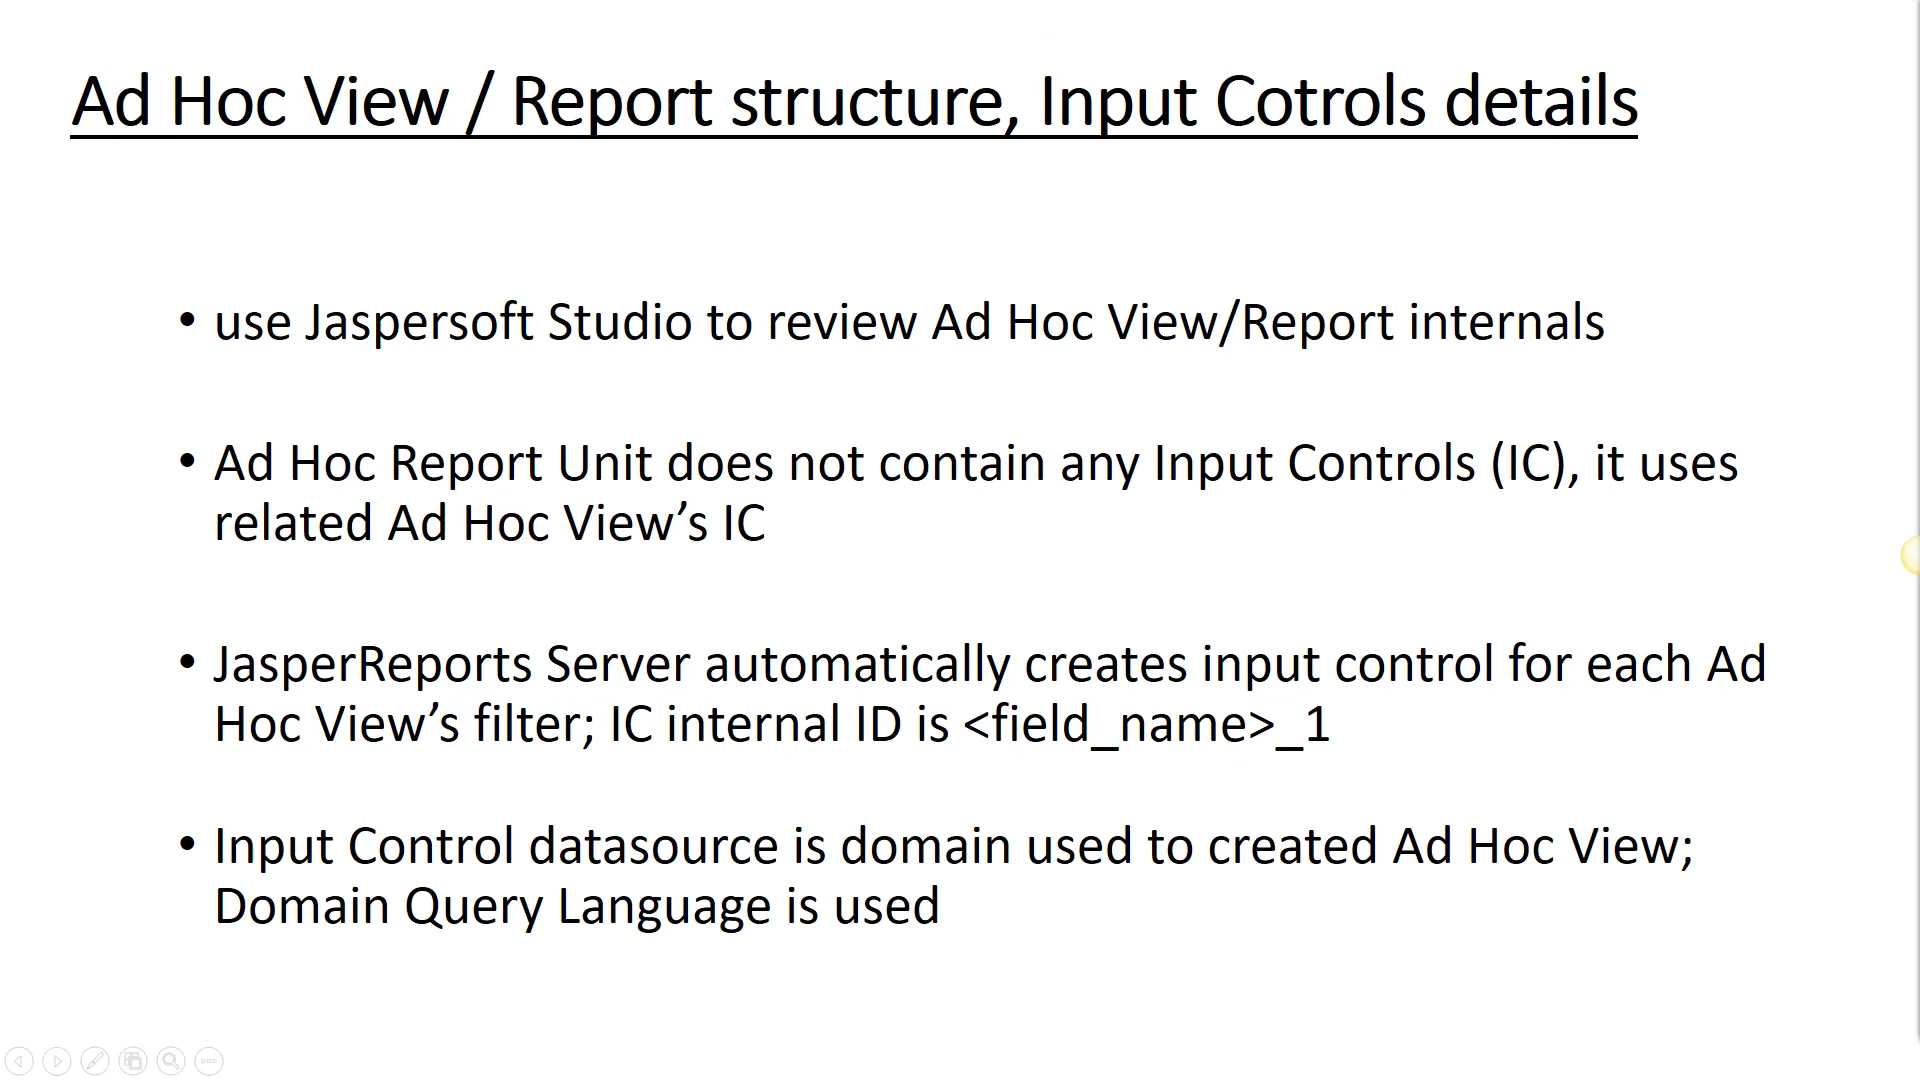 Ad Hoc View / Report structure, Input Cotrols details
• use Jaspersoft Studio to review Ad Hoc View/Report internals
• Ad Hoc Report Unit does not contain any Input Controls (IC), it uses
related Ad Hoc View’s IC
• JasperReports Server automatically creates input control for each Ad
Hoc View’s filter; IC internal ID is <field_name>_1
• Input Control datasource is domain used to created Ad Hoc View;
Domain Query Language is used